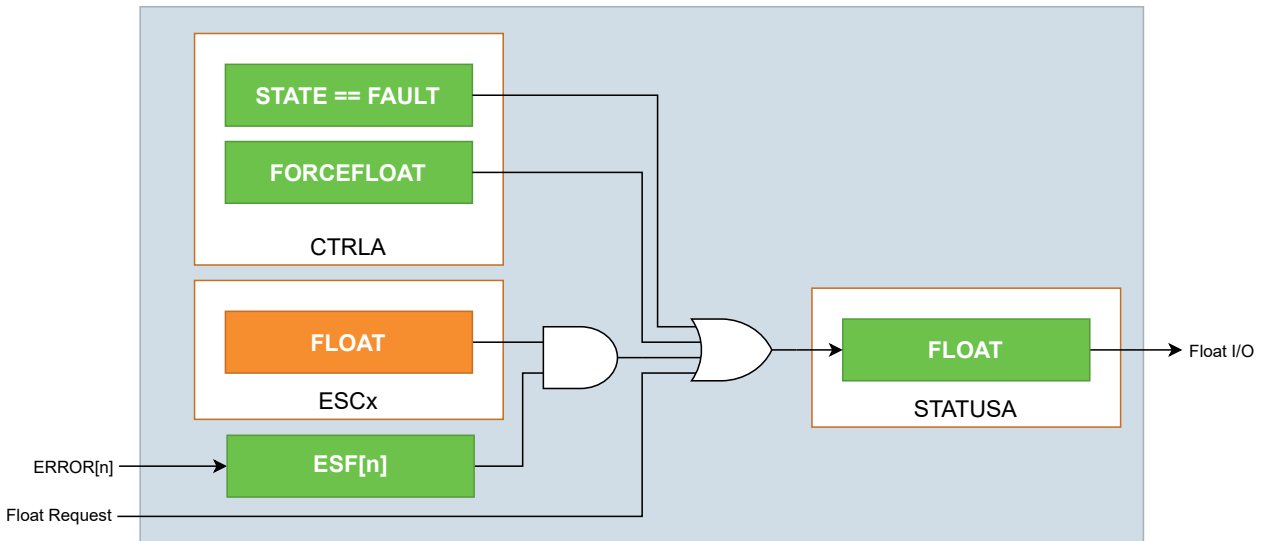 STATE == FAULT
FORCEFLOAT
CTRLA
FLOAT
ESCx
FLOAT
STATUSA
Float I/O
ERROR[n]
ESF[n]
Float Request